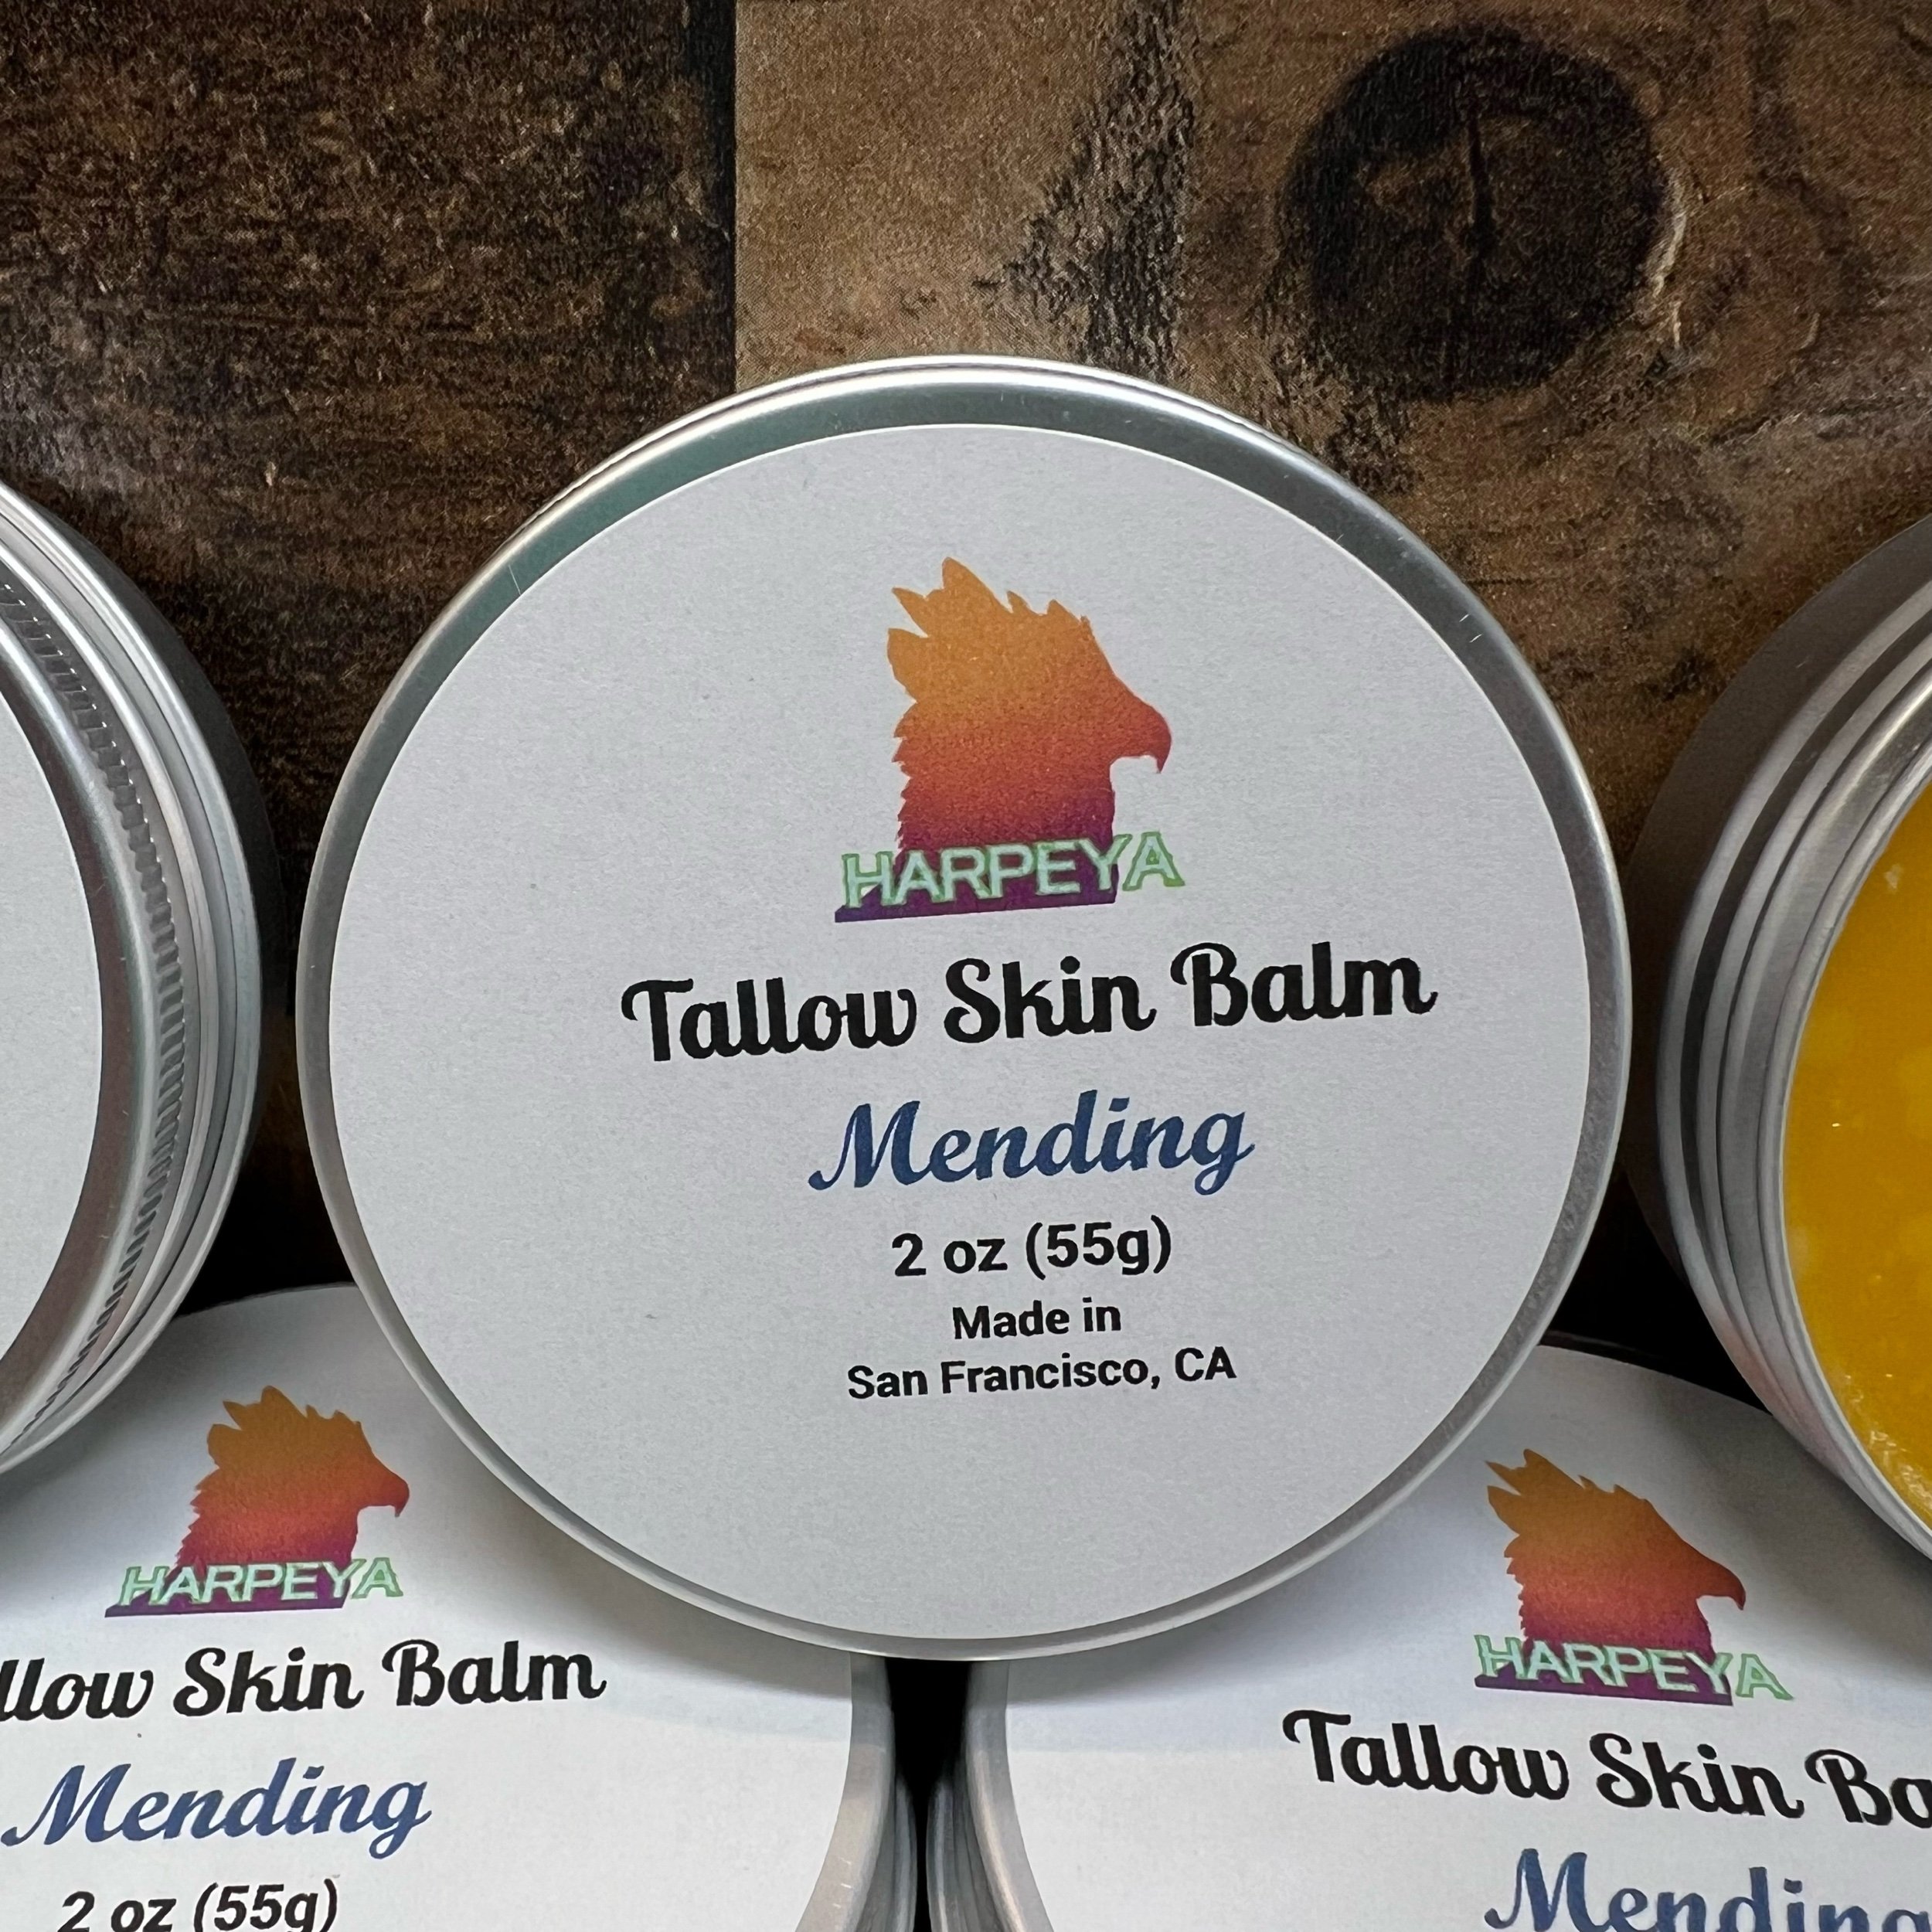 HARPEYA
Tallow Skin Balm
Mending
2 oz (55g)
Made in
San Francisco, CA
HARPEYA
llow Skin Balm
Mending
2 oz (55g)
HARPEYA
Tallow Skin Ba
Mending